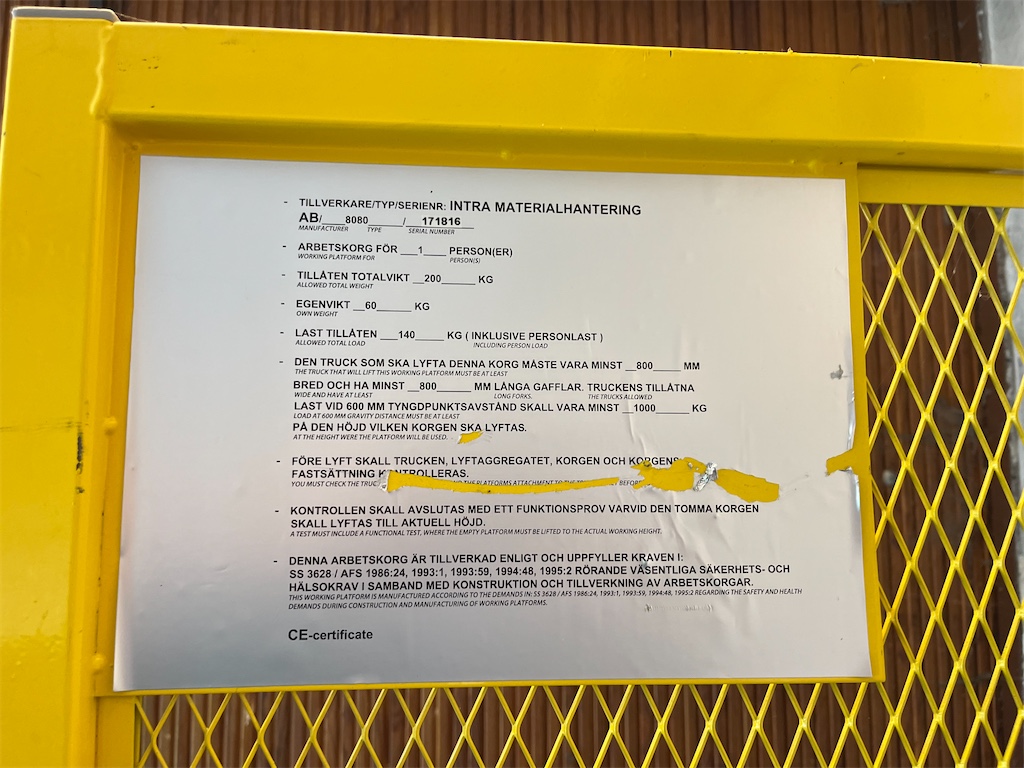 - TILLVERKARE/TYP/SERIENR: INTRA MATERIALHANTERING
AB/____8080______/__171816__
MANUFACTURER TYPE SERIAL NUMBER
- ARBETSKORG FÖR ___1____ PERSON(ER)
WORKING PLATFORM FOR PERSON(S)
- TILLÅTEN TOTALVIKT __200______ KG
ALLOWED TOTAL WEIGHT
- EGENVIKT __60______ KG
OWN WEIGHT
- LAST TILLÅTEN ___140_____ KG ( INKLUSIVE PERSONLAST )
ALLOWED TOTAL LOAD INCLUDING PERSON LOAD
- DEN TRUCK SOM SKA LYFTA DENNA KORG MÅSTE VARA MINST __800_____ MM
THE TRUCK THAT WILL LIFT THIS WORKING PLATFORM MUST BE AT LEAST
BRED OCH HA MINST __800_______ MM LÅNGA GAFFLAR. TRUCKENS TILLÅTNA
WIDE AND HAVE AT LEAST LONG FORKS. THE TRUCKS ALLOWED
LAST VID 600 MM TYNGDPUNKTSAVSTÅND SKALL VARA MINST __1000______ KG
LOAD AT 600 MM GRAVITY DISTANCE MUST BE AT LEAST
PÅ DEN HÖJD VILKEN KORGEN SKA LYFTAS.
AT THE HEIGHT WERE THE PLATFORM WILL BE USED.
- FÖRE LYFT SKALL TRUCKEN, LYFTAGGREGATET, KORGEN OCH KORGENS
FASTSÄTTNING KONTROLLERAS.
YOU MUST CHECK THE THE PLATFORMS ATTACHMENT TO THE BEFORE
- KONTROLLEN SKALL AVSLUTAS MED ETT FUNKTIONSPROV VARVID DEN TOMMA KORGEN
SKALL LYFTAS TILL AKTUELL HÖJD.
A TEST MUST INCLUDE A FUNCTIONAL TEST, WHERE THE EMPTY PLATFORM MUST BE LIFTED TO THE ACTUAL WORKING HEIGHT.
- DENNA ARBETSKORG ÄR TILLVERKAD ENLIGT OCH UPPFYLLER KRAVEN I:
SS 3628 / AFS 1986:24, 1993:1, 1993:59, 1994:48, 1995:2 RÖRANDE VÄSENTLIGA SÄKERHETS- OCH
HÄLSOKRAV I SAMBAND MED KONSTRUKTION OCH TILLVERKNING AV ARBETSKORGAR.
THIS WORKING PLATFORM IS MANUFACTURED ACCORDING TO THE DEMANDS IN: SS 3628 / AFS 1986:24, 1993:1, 1993:59, 1994:48, 1995:2 REGARDING THE SAFETY AND HEALTH
DEMANDS DURING CONSTRUCTION AND MANUFACTURING OF WORKING PLATFORMS.
CE-certificate